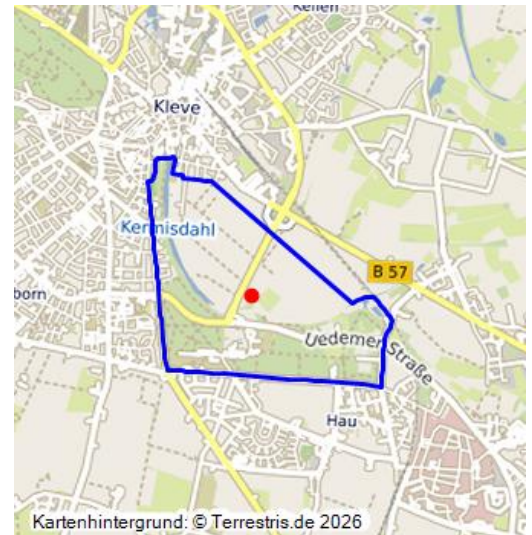 Kellen
Kleve
Kermisdahl
B 57
born
Uedemer Straße
Hau
Kartenhintergrund: © Terrestris.de 2026